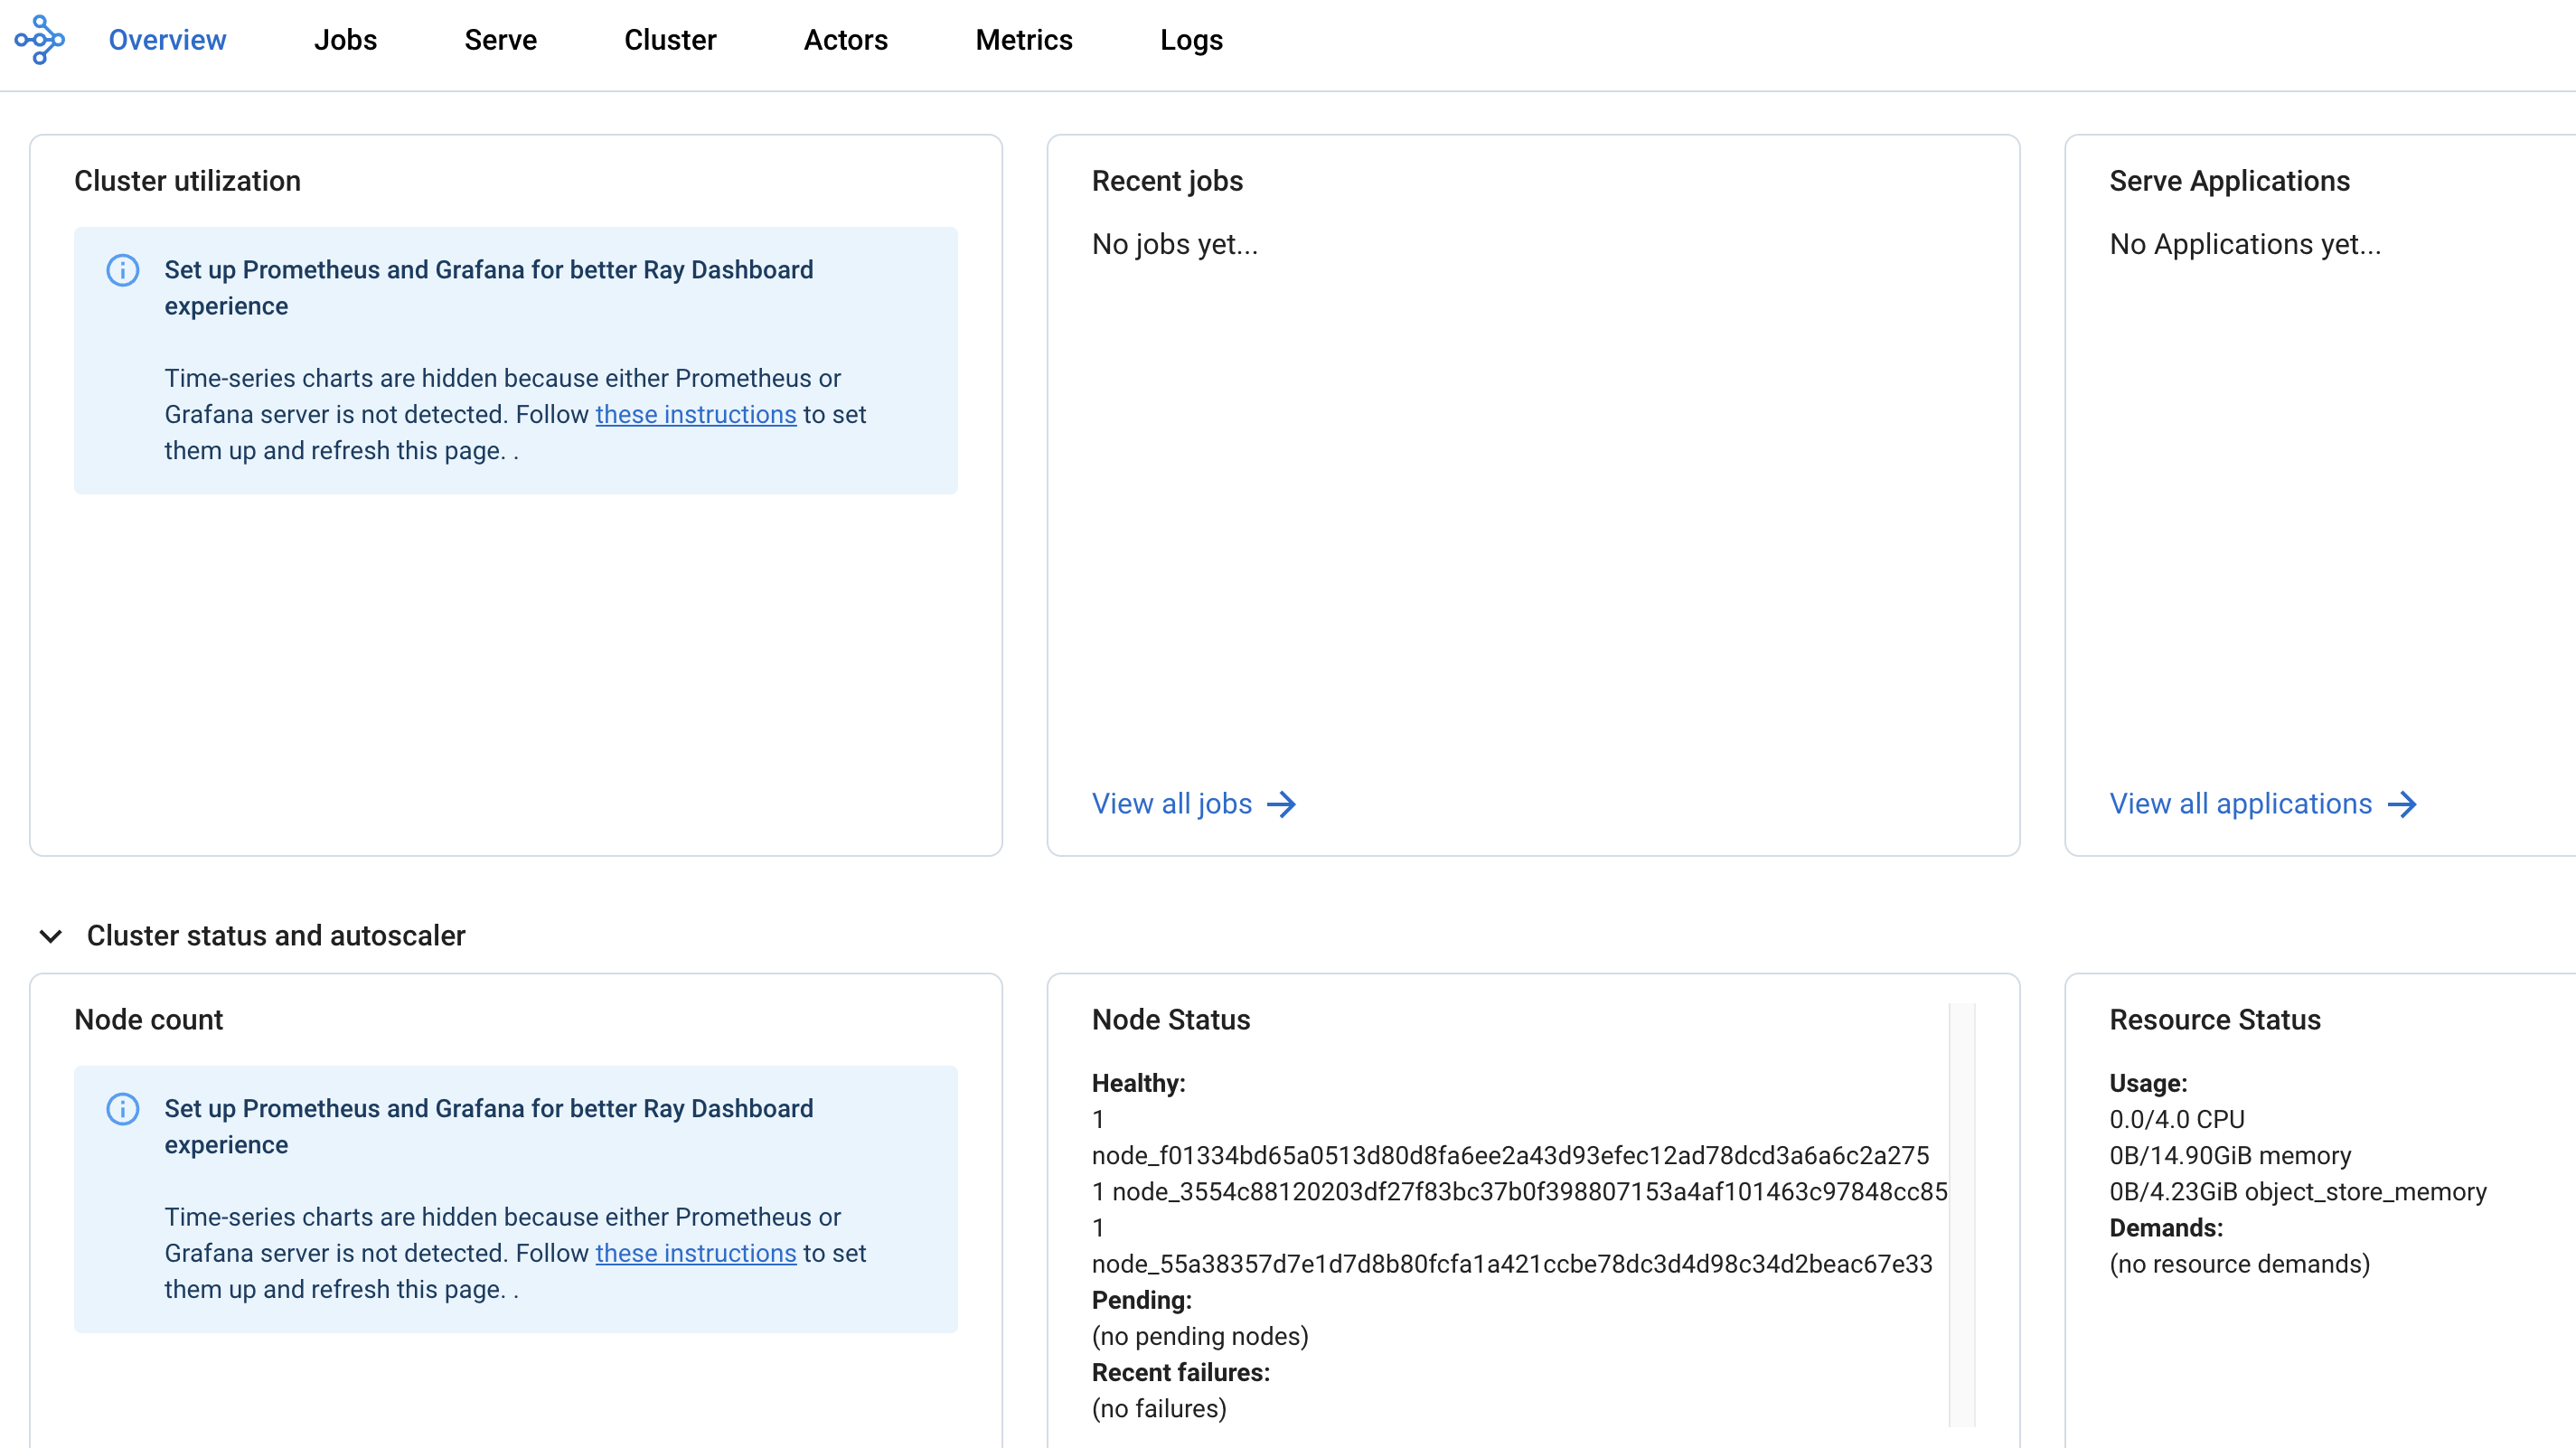 Overview Jobs Serve Cluster Actors Metrics Logs
Cluster utilization
Set up Prometheus and Grafana for better Ray Dashboard
experience
Time-series charts are hidden because either Prometheus or
Grafana server is not detected. Follow these instructions to set
them up and refresh this page. .
Recent jobs
No jobs yet...
View all jobs
Serve Applications
No Applications yet...
View all applications
Cluster status and autoscaler
Node count
Set up Prometheus and Grafana for better Ray Dashboard
experience
Time-series charts are hidden because either Prometheus or
Grafana server is not detected. Follow these instructions to set
them up and refresh this page. .
Node Status
Healthy:
1
node_f01334bd65a0513d80d8fa6ee2a43d93efec12ad78dcd3a6a6c2a275
1 node_3554c88120203df27f83bc37b0f398807153a4af101463c97848cc85
1
node_55a38357d7e1d7d8b80fcfa1a421ccbe78dc3d4d98c34d2beac67e33
Pending:
(no pending nodes)
Recent failures:
(no failures)
Resource Status
Usage:
0.0/4.0 CPU
0B/14.90GiB memory
0B/4.23GiB object_store_memory
Demands:
(no resource demands)